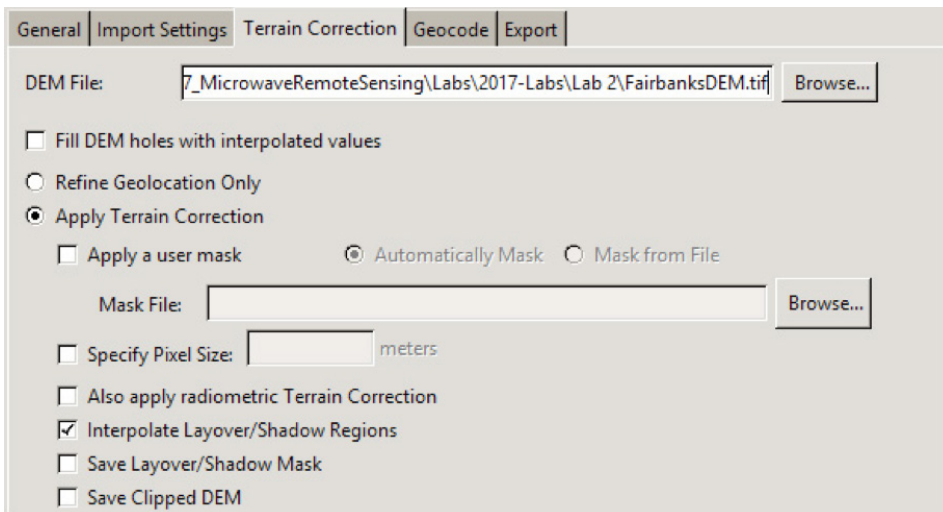 General Import Settings Terrain Correction Geocode Export
DEM File: 7_MicrowaveRemoteSensing\Labs\2017-Labs\Lab 2\FairbanksDEM.tif Browse...
Fill DEM holes with interpolated values
Refine Geolocation Only
Apply Terrain Correction
Apply a user mask Automatically Mask Mask from File
Mask File: Browse...
Specify Pixel Size: meters
Also apply radiometric Terrain Correction
Interpolate Layover/Shadow Regions
Save Layover/Shadow Mask
Save Clipped DEM